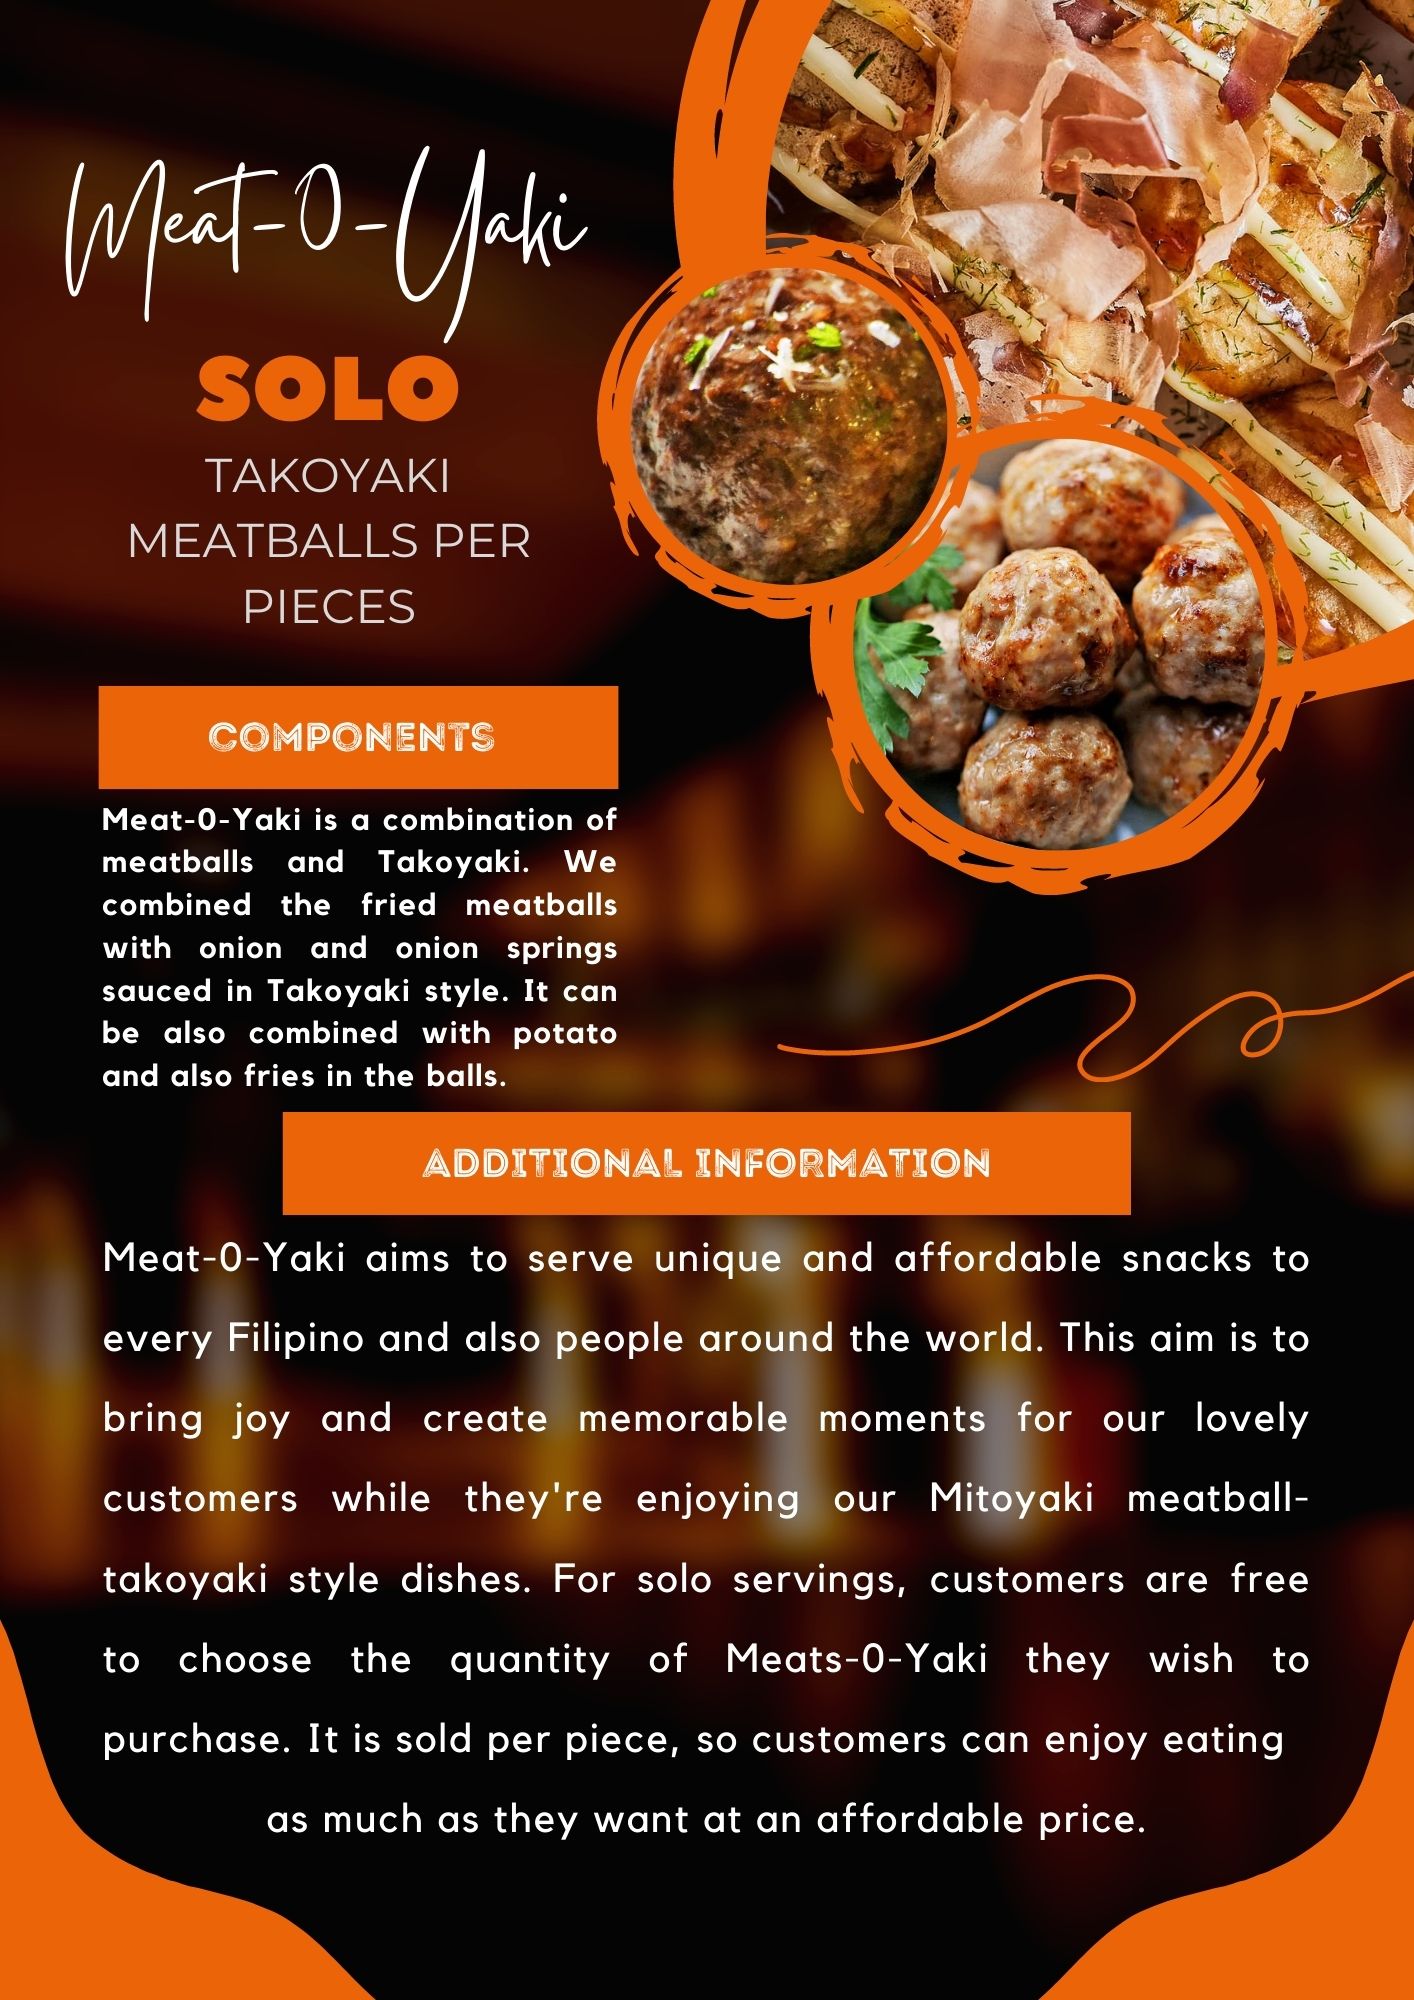 Meat-0-Yaki
SOLO
TAKOYAKI
MEATBALLS PER
PIECES
COMPONENTS
Meat-0-Yaki is a combination of
meatballs and Takoyaki. We
combined the fried meatballs
with onion and onion springs
sauced in Takoyaki style. It can
be also combined with potato
and also fries in the balls.
ADDITIONAL INFORMATION
Meat-0-Yaki aims to serve unique and affordable snacks to
every Filipino and also people around the world. This aim is to
bring joy and create memorable moments for our lovely
customers while they're enjoying our Mitoyaki meatball-
takoyaki style dishes. For solo servings, customers are free
to choose the quantity of Meats-0-Yaki they wish to
purchase. It is sold per piece, so customers can enjoy eating
as much as they want at an affordable price.